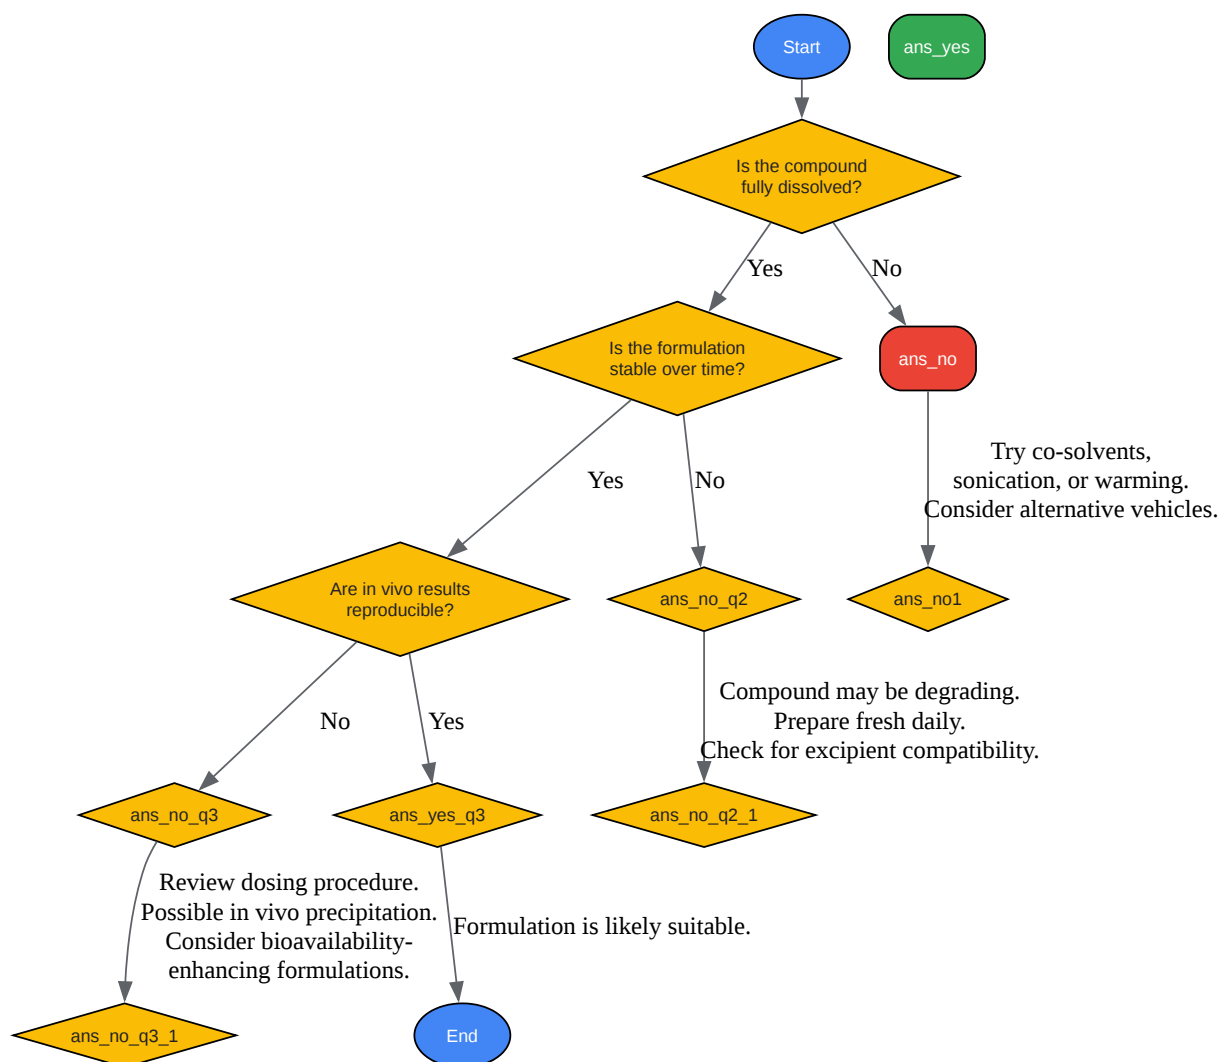 Start
ans_yes
Is the compound
fully dissolved?
Yes
No
Is the formulation
stable over time?
ans_no
Yes
No
Try co-solvents,
sonication, or warming.
Consider alternative vehicles.
Are in vivo results
reproducible?
ans_no_q2
ans_no1
No
Yes
Compound may be degrading.
Prepare fresh daily.
Check for excipient compatibility.
ans_no_q3
ans_yes_q3
ans_no_q2_1
Review dosing procedure.
Possible in vivo precipitation.
Consider bioavailability-
enhancing formulations.
Formulation is likely suitable.
ans_no_q3_1
End